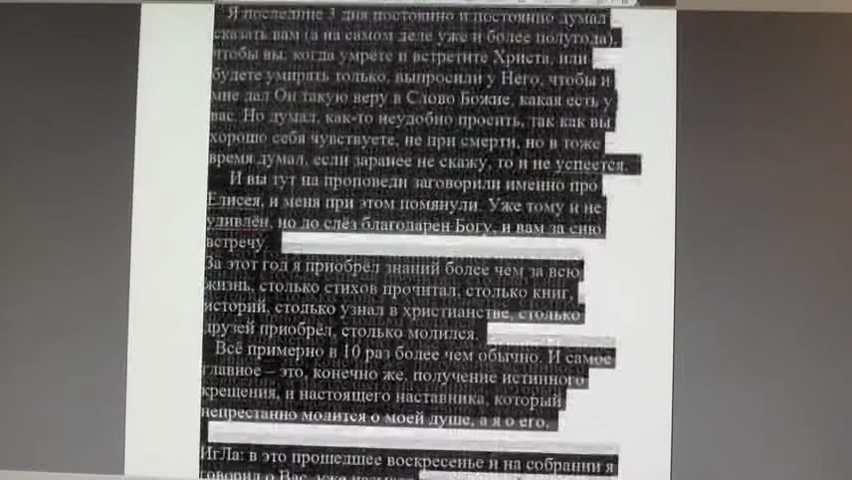 Я последние 3 дня постоянно и постоянно думал
сказать вам (а на самом деле уже и более полугода),
чтобы вы, когда умрёте и встретите Христа, или
будете умирать только, выпросили у Него, чтобы и
мне дал Он такую веру в Слово Божие, какая есть у
вас. Но думал, как-то неудобно просить, так как вы
хорошо себя чувствуете, не при смерти, но в тоже
время думал, если заранее не скажу, то и не успеется.
И вы тут на проповеди заговорили именно про
Елисея, и меня при этом помянули. Уже тому и не
удивлён, но до слёз благодарен Богу, и вам за сию
встречу.
За этот год я приобрёл знаний более чем за всю
жизнь, столько стихов прочитал, столько книг,
историй, столько узнал в христианстве, столько
друзей приобрёл, столько молился.
Всё примерно в 10 раз более чем обычно. И самое
главное – это, конечно же, получение истинного
крещения, и настоящего наставника, который
непрестанно молится о моей душе, а я о его.
ИгЛа: в это прошедшее воскресенье и на собрании я
говорил о Вас, уже